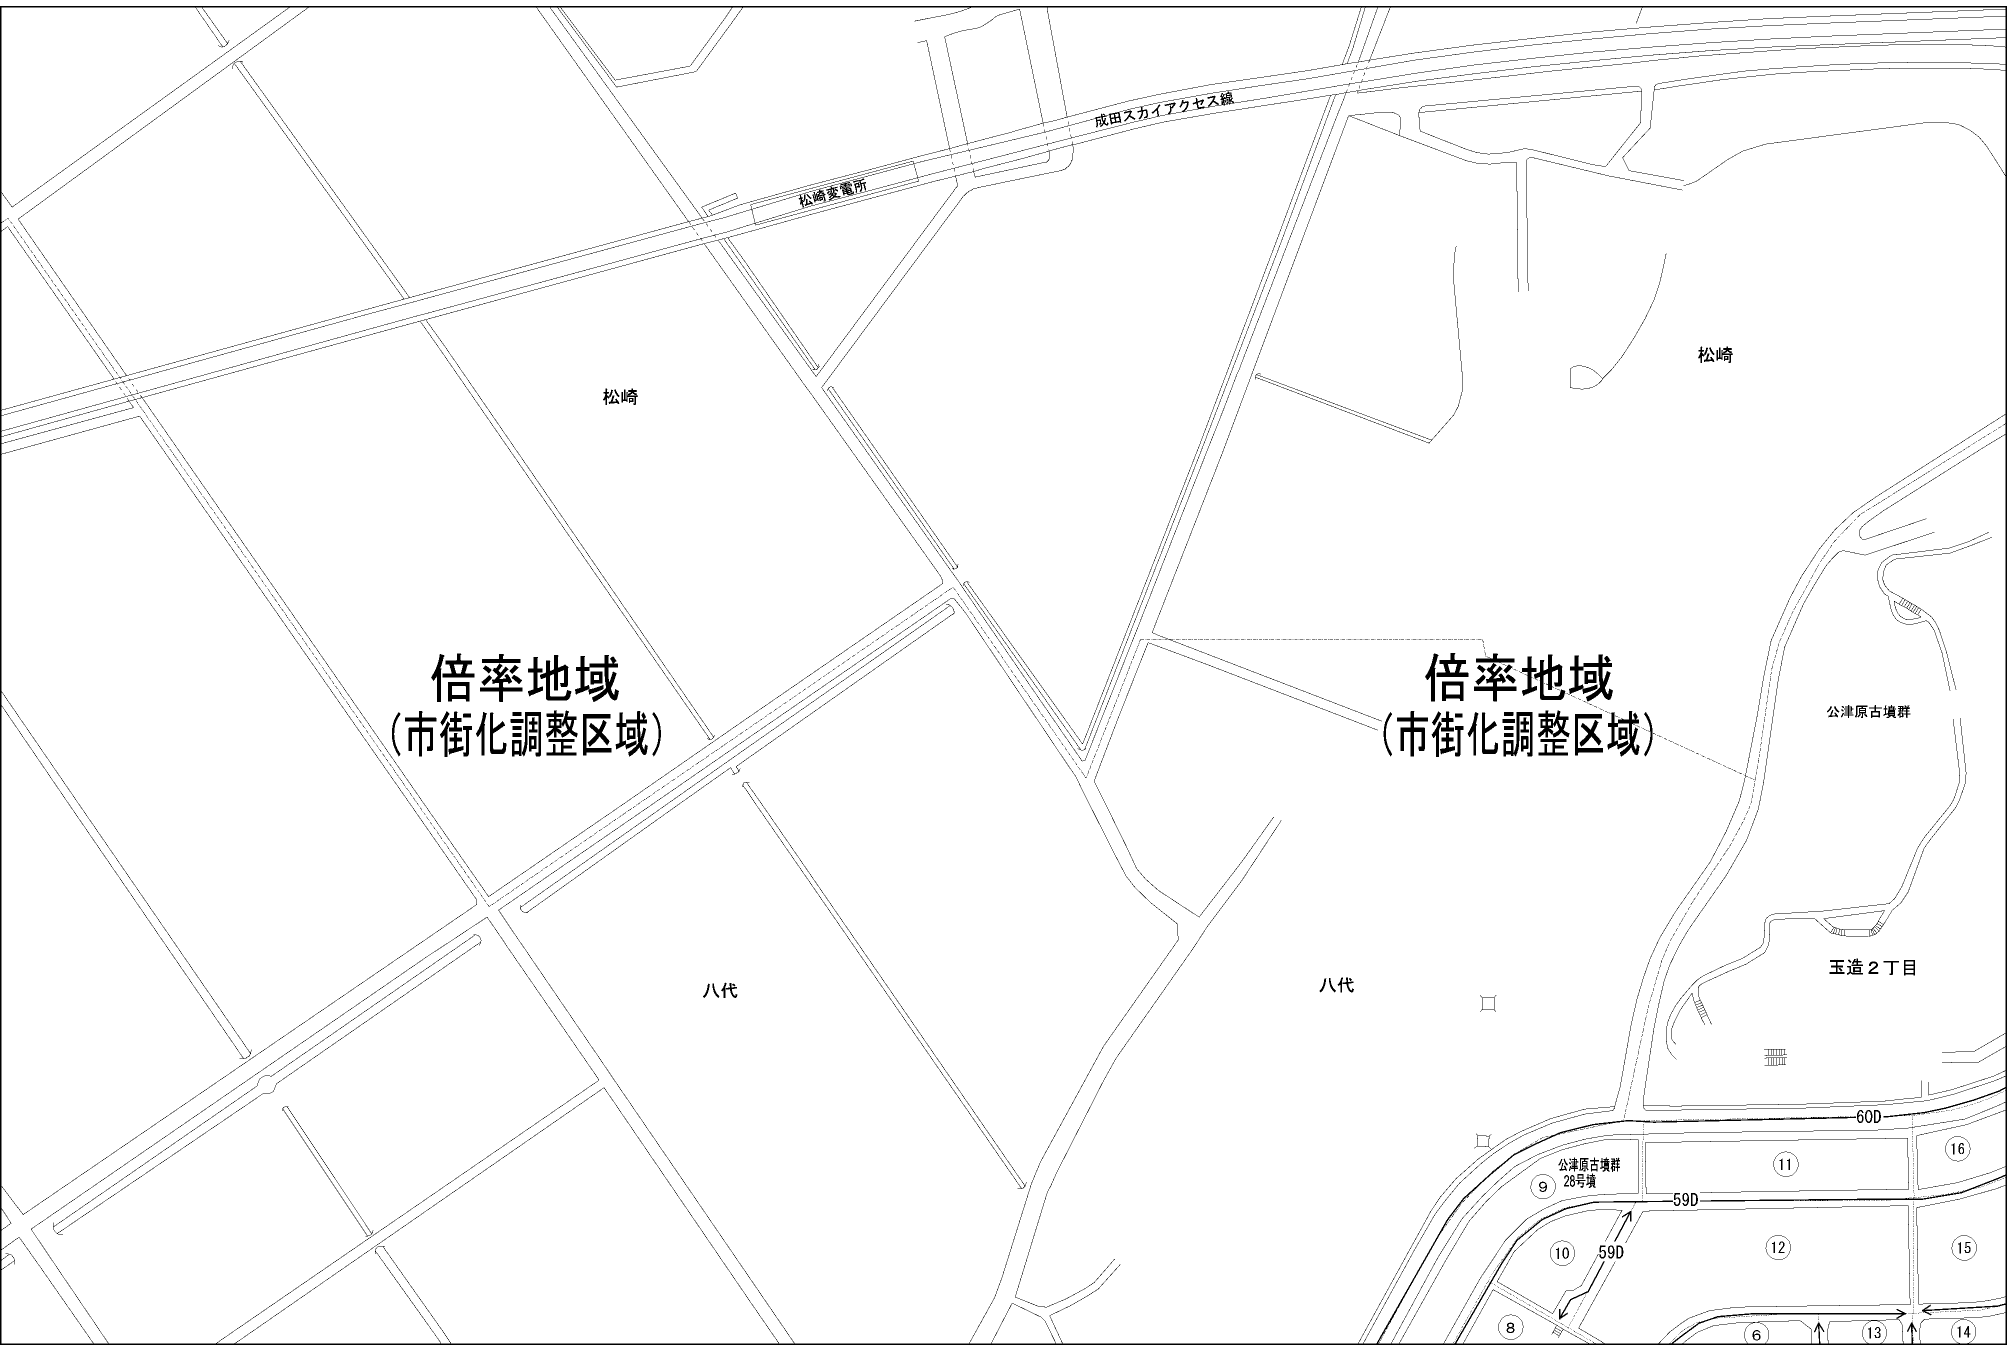 成田スカイアクセス線
松崎変電所
松崎
松崎
倍率地域
(市街化調整区域)
倍率地域
(市街化調整区域)
公津原古墳群
玉造２丁目
八代
八代
60D
16
11
公津原古墳群
28号墳
9
59D
10
59D
12
15
8
6
13
14